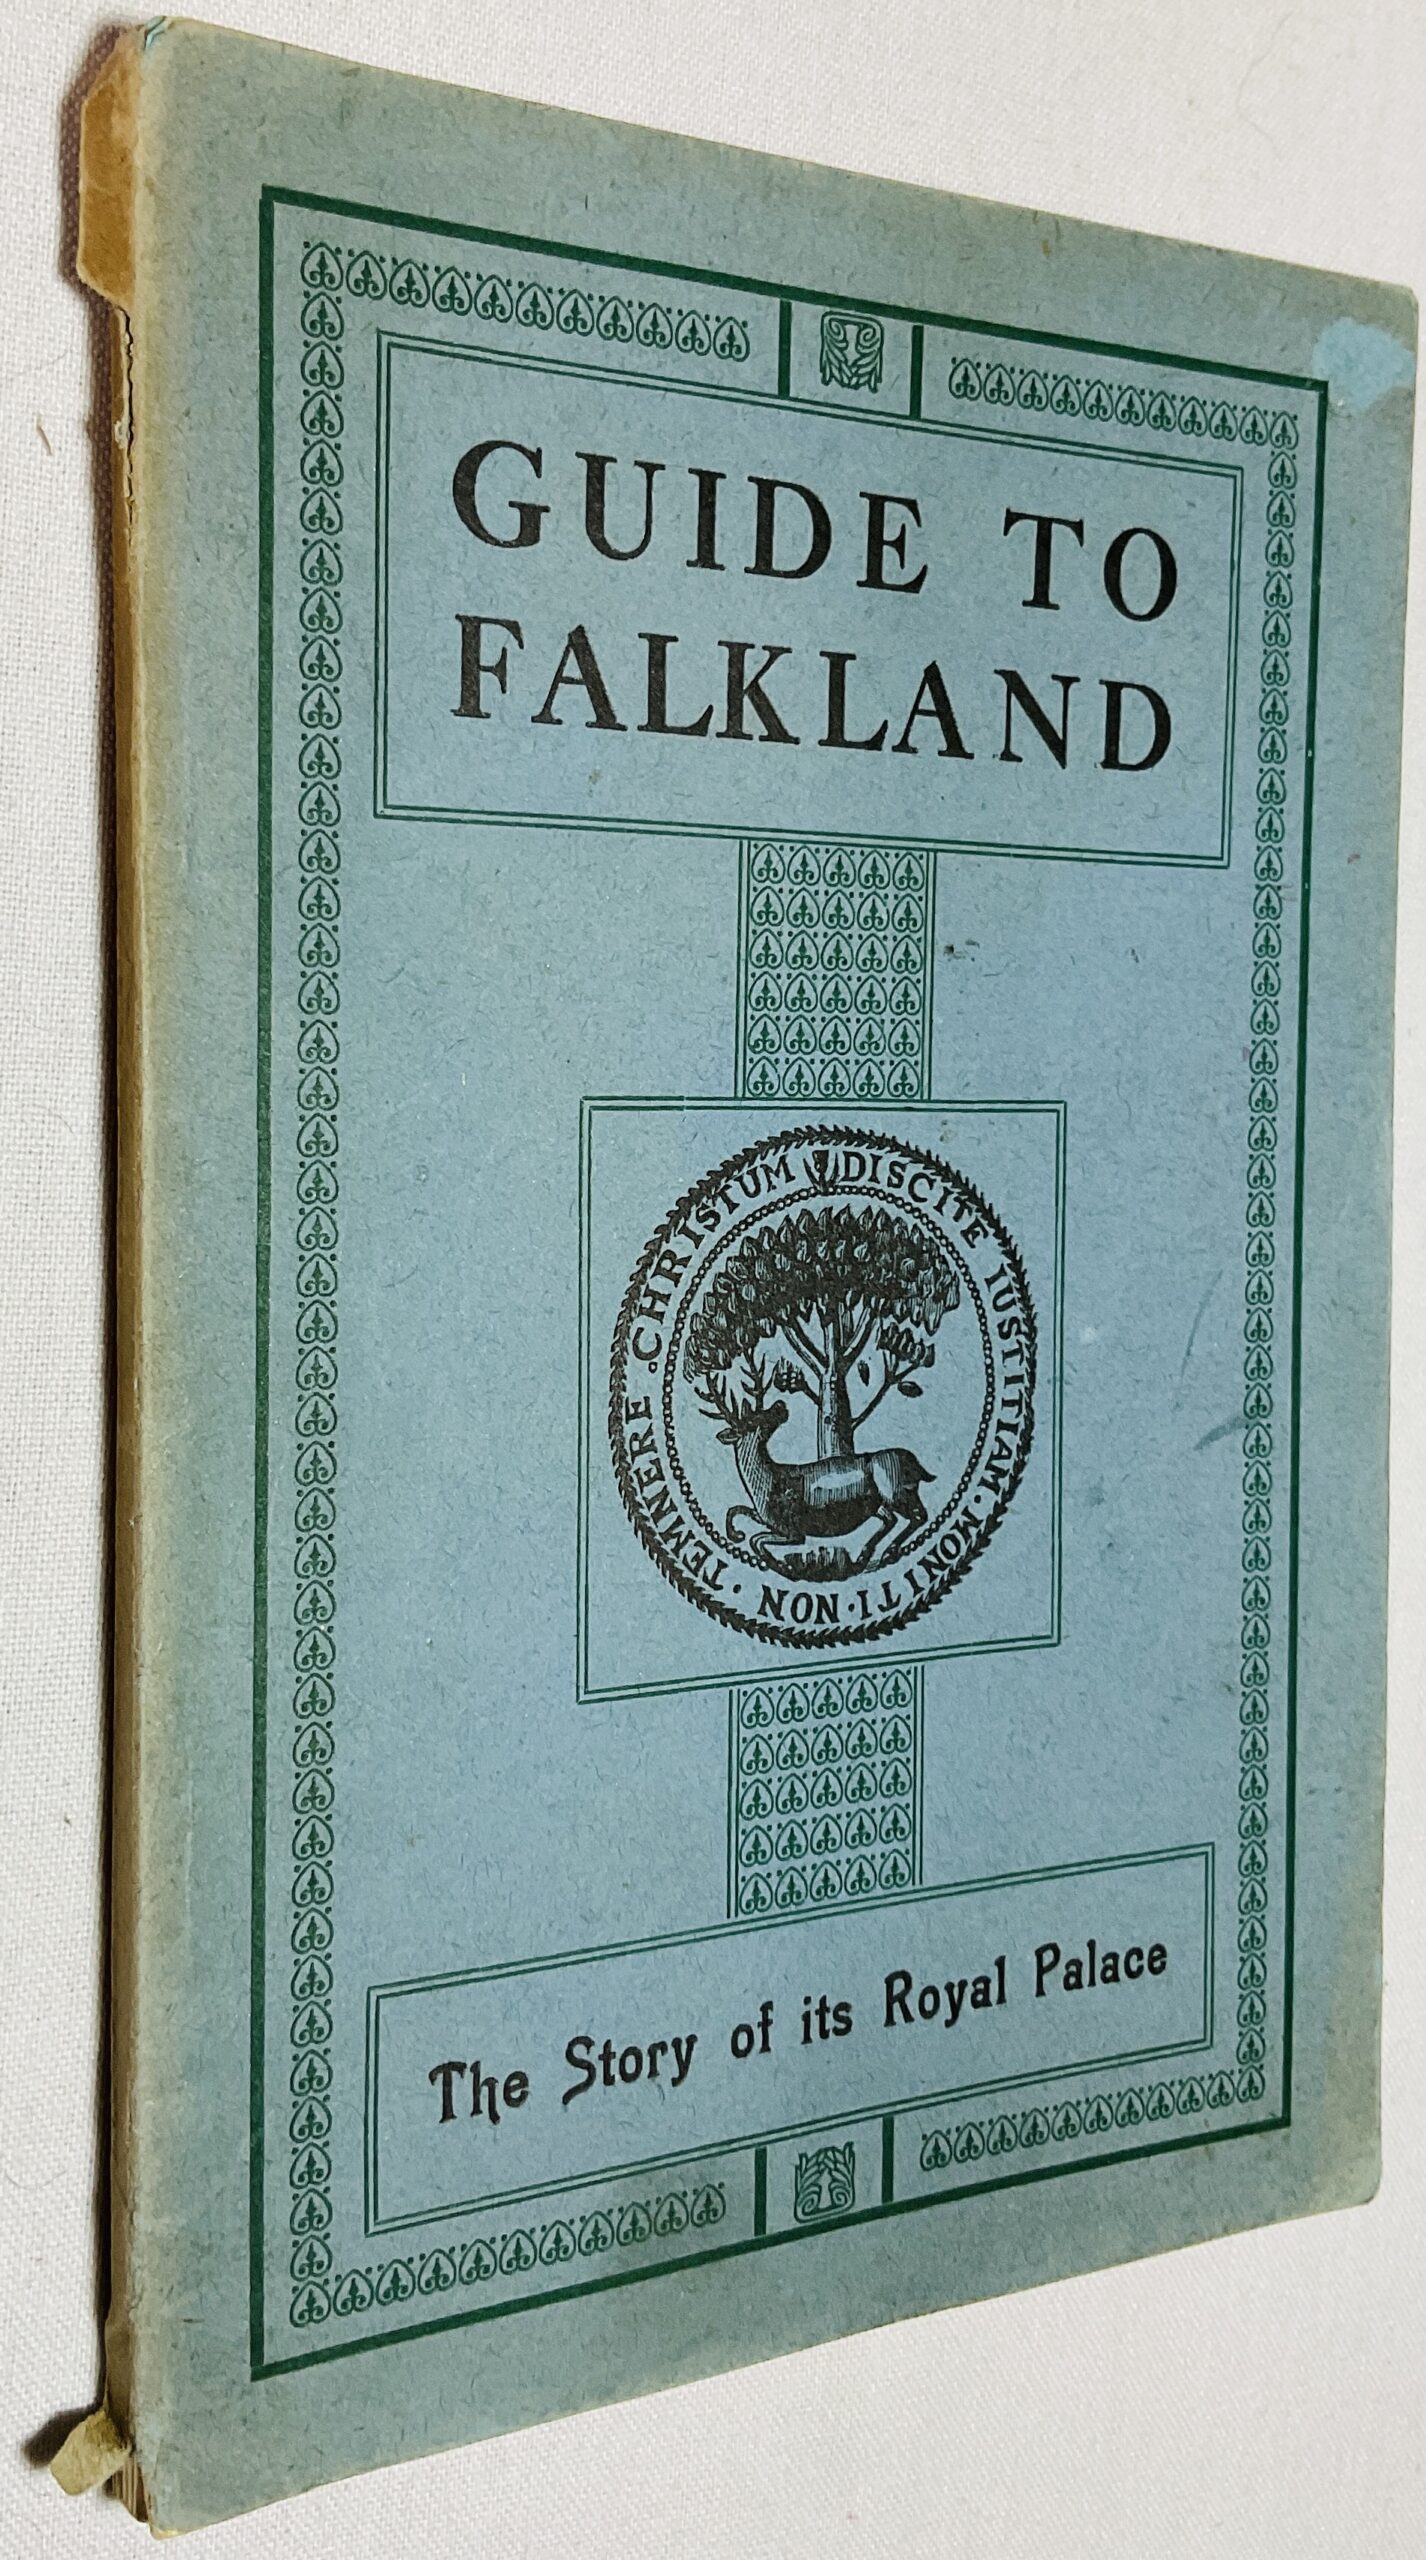 GUIDE TO
FALKLAND
DISCITE IUSTITIAM · MONITI · NON · TEMNERE · CHRISTUM
The Story of its Royal Palace